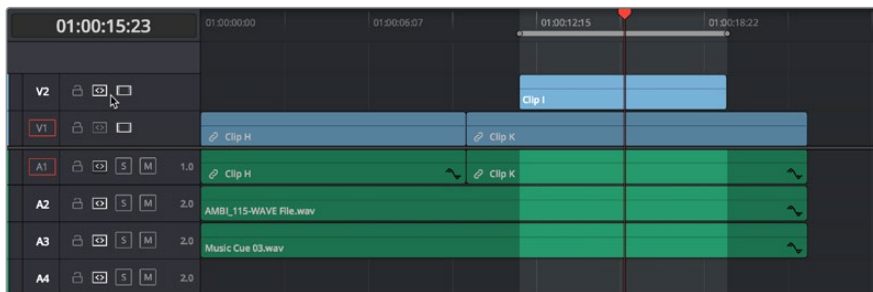 01:00:15:23 01:00:00:00 01:00:06:07 01:00:12:15 01:00:18:22
V2 Clip I
V1 Clip H Clip K
A1 S M 1.0 Clip H Clip K
A2 S M 2.0 AMBI_115-WAVE File.wav
A3 S M 2.0 Music Cue 03.wav
A4 S M 2.0